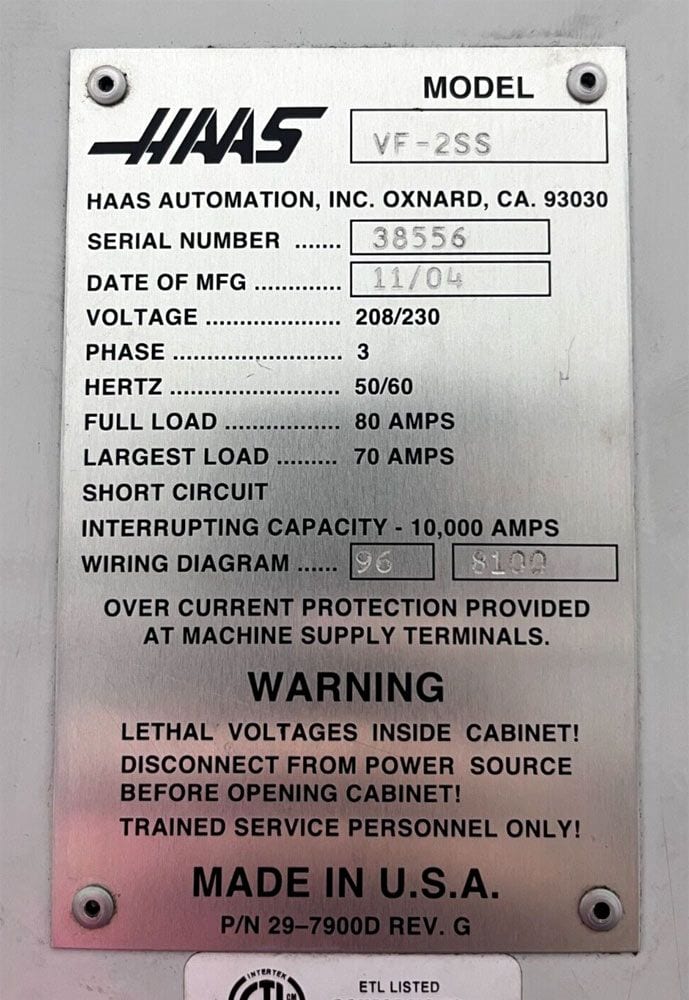 MODEL
HAAS
VF-2SS
HAAS AUTOMATION, INC. OXNARD, CA. 93030
SERIAL NUMBER ....... 38556
DATE OF MFG ............. 11/04
VOLTAGE .................... 208/230
PHASE ......................... 3
HERTZ ......................... 50/60
FULL LOAD ................. 80 AMPS
LARGEST LOAD ......... 70 AMPS
SHORT CIRCUIT
INTERRUPTING CAPACITY - 10,000 AMPS
WIRING DIAGRAM ...... 96 8100
OVER CURRENT PROTECTION PROVIDED
AT MACHINE SUPPLY TERMINALS.
WARNING
LETHAL VOLTAGES INSIDE CABINET!
DISCONNECT FROM POWER SOURCE
BEFORE OPENING CABINET!
TRAINED SERVICE PERSONNEL ONLY!
MADE IN U.S.A.
P/N 29-7900D REV. G
INTERTEK
ETL LISTED